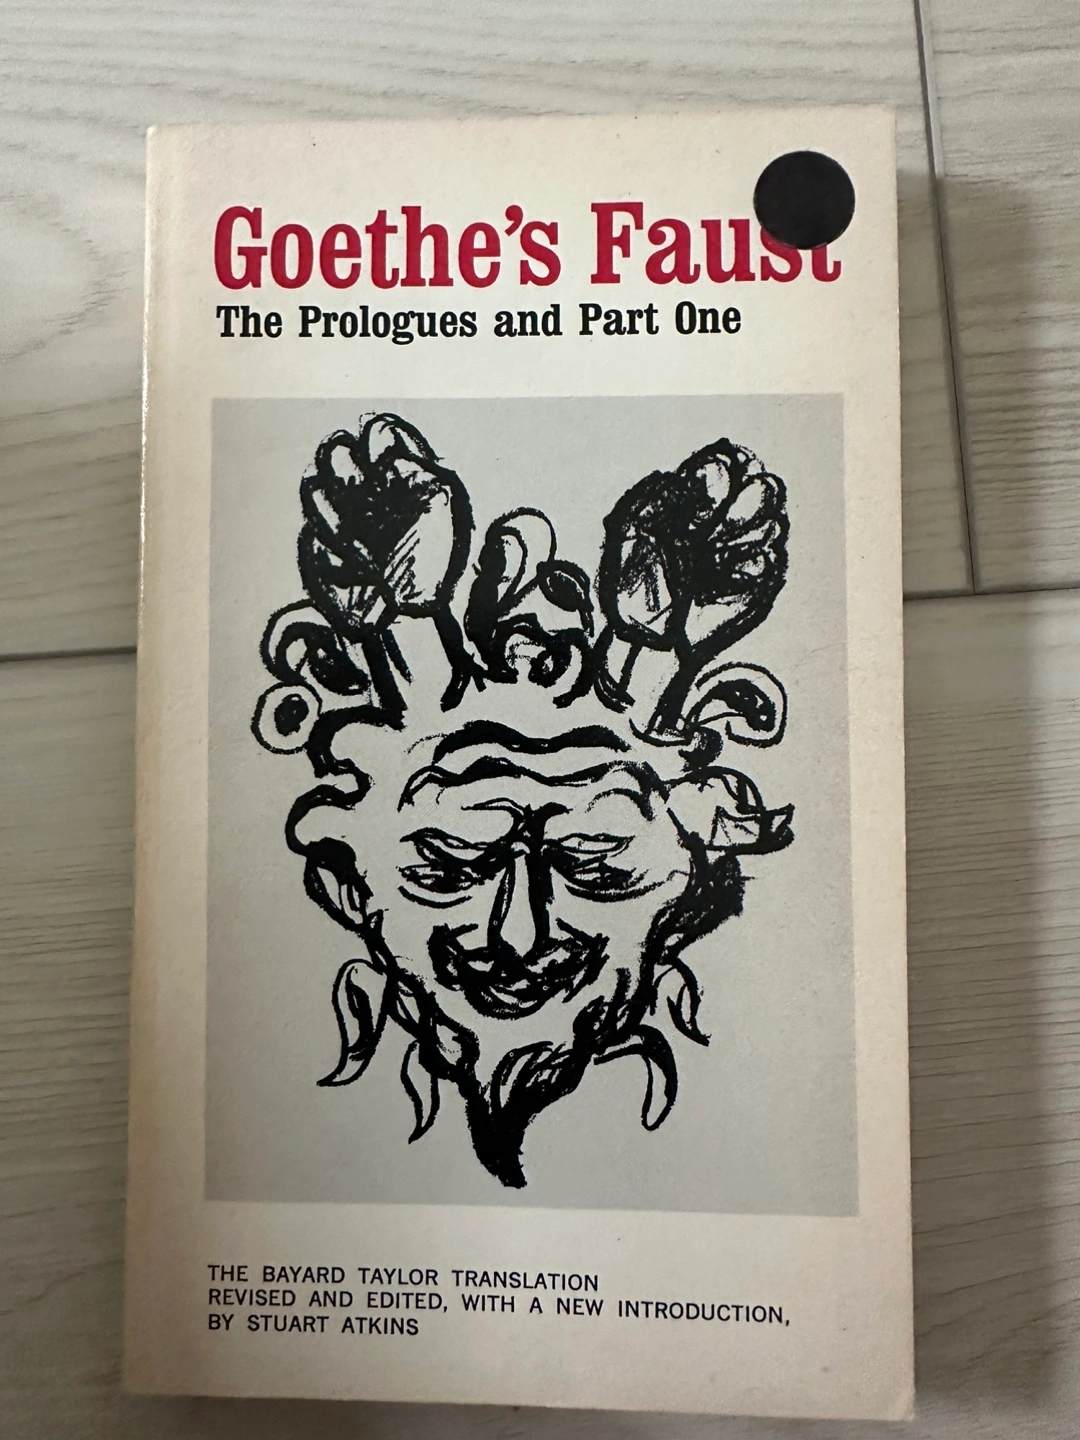 Goethe's Faust
The Prologues and Part One
THE BAYARD TAYLOR TRANSLATION
REVISED AND EDITED, WITH A NEW INTRODUCTION,
BY STUART ATKINS